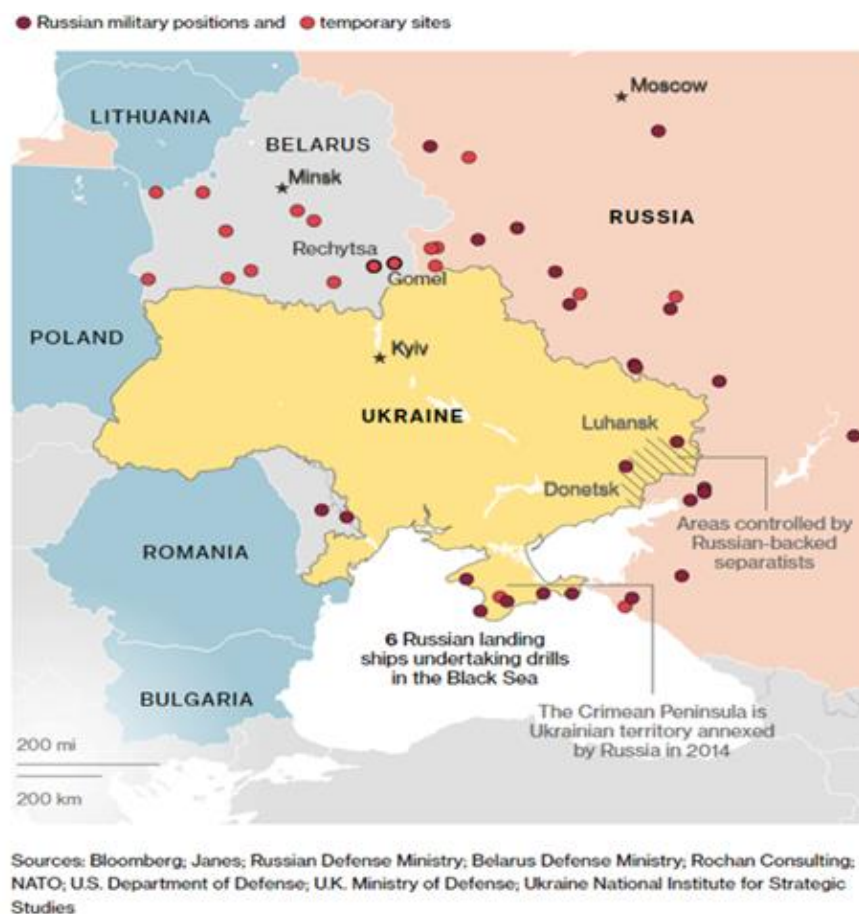 Russian military positions and temporary sites
Moscow
LITHUANIA
BELARUS
Minsk
RUSSIA
Rechytsa
Gomel
POLAND
Kyiv
UKRAINE
Luhansk
Donetsk
Areas controlled by
Russian-backed
separatists
ROMANIA
6 Russian landing
ships undertaking drills
in the Black Sea
BULGARIA
The Crimean Peninsula is
Ukrainian territory annexed
by Russia in 2014
200 mi
200 km
Sources: Bloomberg; Janes; Russian Defense Ministry; Belarus Defense Ministry; Rochan Consulting;
NATO; U.S. Department of Defense; U.K. Ministry of Defense; Ukraine National Institute for Strategic
Studies